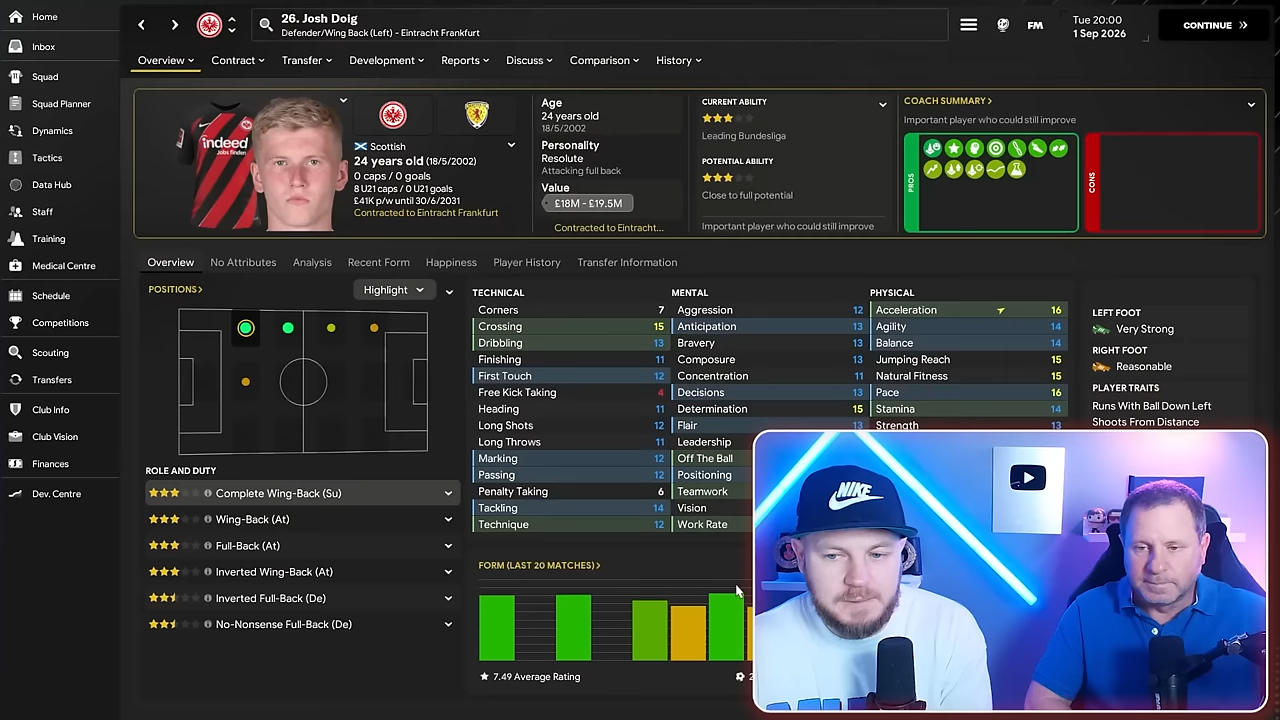 Home
Inbox
Squad
Squad Planner
Dynamics
Tactics
Data Hub
Staff
Training
Medical Centre
Schedule
Competitions
Scouting
Transfers
Club Info
Club Vision
Finances
Dev. Centre
26. Josh Doig
Defender/Wing Back (Left) - Eintracht Frankfurt
FM
Tue 20:00
1 Sep 2026
CONTINUE
Overview
Contract
Transfer
Development
Reports
Discuss
Comparison
History
indeed
Scottish
24 years old (18/5/2002)
0 caps / 0 goals
8 U21 caps / 0 U21 goals
£41K p/w until 30/6/2031
Contracted to Eintracht Frankfurt
Age
24 years old
18/5/2002
Personality
Resolute
Attacking full back
Value
£18M - £19.5M
Contracted to Eintracht...
CURRENT ABILITY
Leading Bundesliga
POTENTIAL ABILITY
Close to full potential
Important player who could still improve
COACH SUMMARY >
Important player who could still improve
PROS
CONS
Overview
No Attributes
Analysis
Recent Form
Happiness
Player History
Transfer Information
POSITIONS >
Highlight
ROLE AND DUTY
Complete Wing-Back (Su)
Wing-Back (At)
Full-Back (At)
Inverted Wing-Back (At)
Inverted Full-Back (De)
No-Nonsense Full-Back (De)
TECHNICAL
Corners 7
Crossing 15
Dribbling 13
Finishing 11
First Touch 12
Free Kick Taking 4
Heading 11
Long Shots 12
Long Throws 11
Marking 12
Passing 12
Penalty Taking 6
Tackling 14
Technique 12
MENTAL
Aggression 12
Anticipation 13
Bravery 13
Composure 13
Concentration 11
Decisions 13
Determination 15
Flair 13
Leadership
Off The Ball
Positioning
Teamwork
Vision
Work Rate
PHYSICAL
Acceleration 16
Agility 14
Balance 14
Jumping Reach 15
Natural Fitness 15
Pace 16
Stamina 14
Strength 13
LEFT FOOT
Very Strong
RIGHT FOOT
Reasonable
PLAYER TRAITS
Runs With Ball Down Left
Shoots From Distance
FORM (LAST 20 MATCHES) >
7.49 Average Rating
2
NIKE